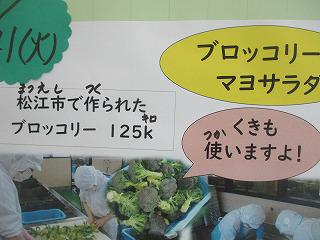 1(火)
ブロッコリー
マヨサラダ
まつえし つく
松江市で作られた
キロ
ブロッコリー 125k
くきも
つか
使いますよ!